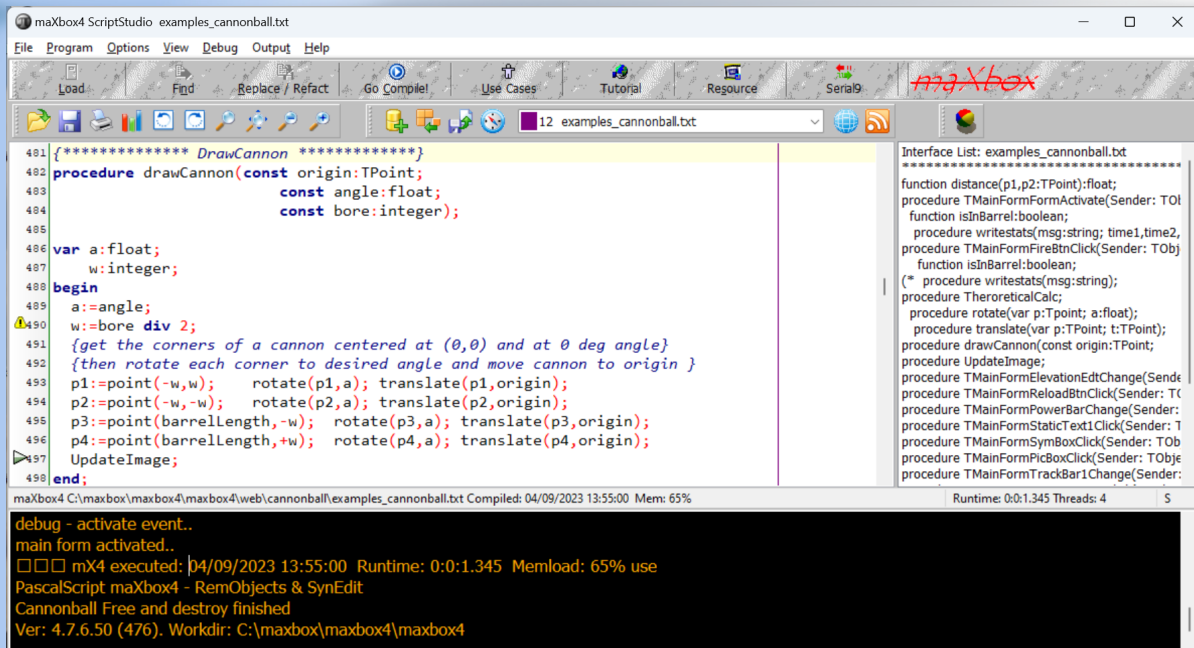 maXbox4 ScriptStudio examples_cannonball.txt
File Program Options View Debug Output Help
Load Find Replace / Refact Go Compile! Use Cases Tutorial Resource Serial9 maXbox
12 examples_cannonball.txt
481 {************** DrawCannon *************}
482 procedure drawCannon(const origin:TPoint;
483 const angle:float;
484 const bore:integer);
485
486 var a:float;
487 w:integer;
488 begin
489 a:=angle;
490 w:=bore div 2;
491 {get the corners of a cannon centered at (0,0) and at 0 deg angle}
492 {then rotate each corner to desired angle and move cannon to origin }
493 p1:=point(-w,w); rotate(p1,a); translate(p1,origin);
494 p2:=point(-w,-w); rotate(p2,a); translate(p2,origin);
495 p3:=point(barrelLength,-w); rotate(p3,a); translate(p3,origin);
496 p4:=point(barrelLength,+w); rotate(p4,a); translate(p4,origin);
497 UpdateImage;
498 end;
Interface List: examples_cannonball.txt
***********************************
function distance(p1,p2:TPoint):float;
procedure TMainFormFormActivate(Sender: TOb
function isInBarrel:boolean;
procedure writestats(msg:string; time1,time2,
procedure TMainFormFireBtnClick(Sender: TObj
function isInBarrel:boolean;
(* procedure writestats(msg:string);
procedure TheroreticalCalc;
procedure rotate(var p:Tpoint; a:float);
procedure translate(var p:TPoint; t:TPoint);
procedure drawCannon(const origin:TPoint;
procedure UpdateImage;
procedure TMainFormElevationEdtChange(Sende
procedure TMainFormReloadBtnClick(Sender: TO
procedure TMainFormPowerBarChange(Sender:
procedure TMainFormStaticText1Click(Sender: T
procedure TMainFormSymBoxClick(Sender: TOb
procedure TMainFormPicBoxClick(Sender: TObje
procedure TMainFormTrackBar1Change(Sender:
maXbox4 C:\maxbox\maxbox4\maxbox4\web\cannonball\examples_cannonball.txt Compiled: 04/09/2023 13:55:00 Mem: 65%
Runtime: 0:0:1.345 Threads: 4 S
debug - activate event..
main form activated..
mX4 executed: 04/09/2023 13:55:00 Runtime: 0:0:1.345 Memload: 65% use
PascalScript maXbox4 - RemObjects & SynEdit
Cannonball Free and destroy finished
Ver: 4.7.6.50 (476). Workdir: C:\maxbox\maxbox4\maxbox4